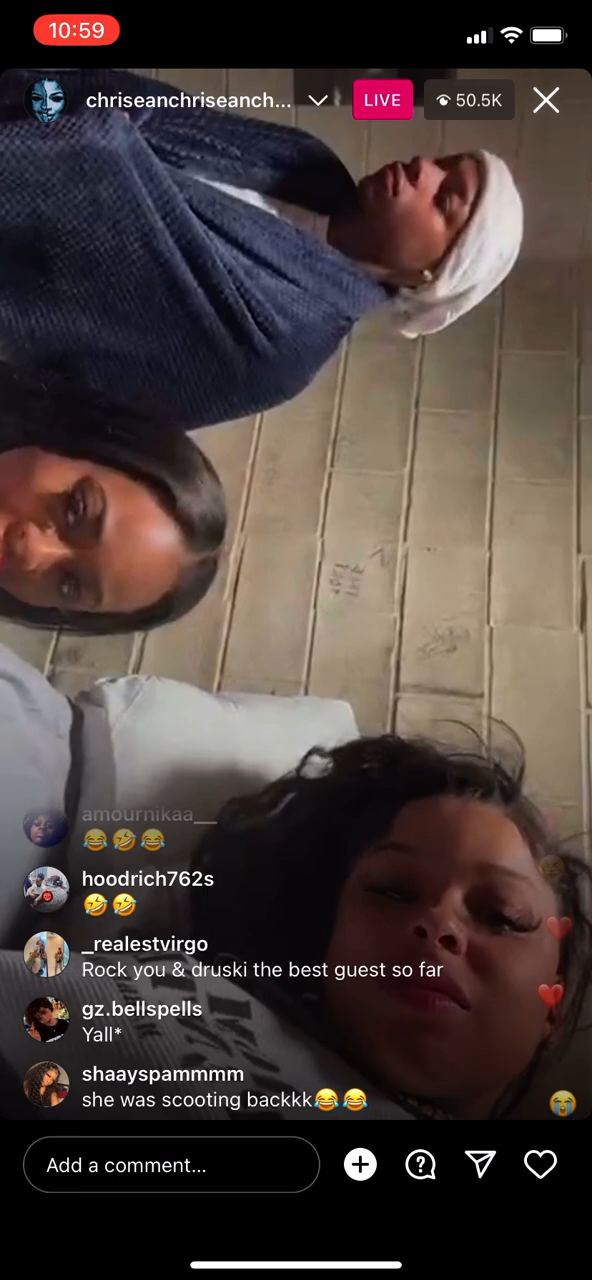 10:59
chriseanchriseanch...
LIVE
50.5K
amournikaa__
😂🤣😂
hoodrich762s
🤣🤣
_realestvirgo
Rock you & druski the best guest so far
gz.bellspells
Yall*
shaayspammmm
she was scooting backkk😂😂
Add a comment...